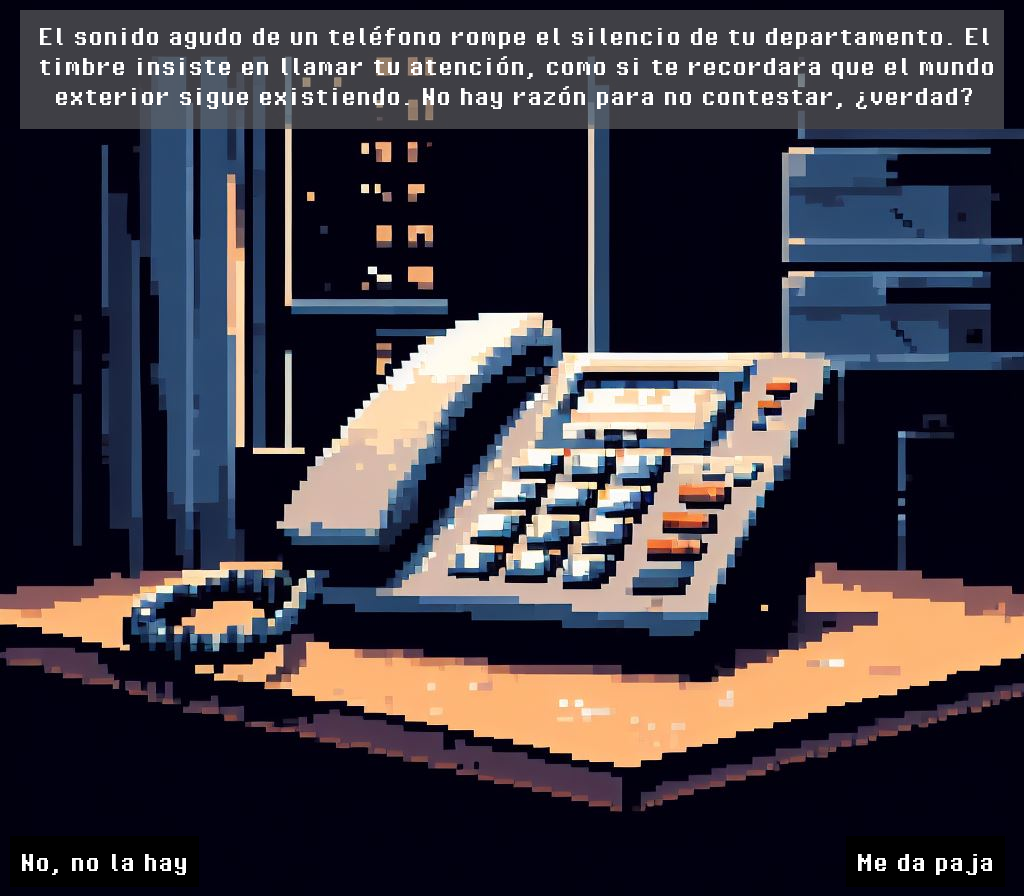 El sonido agudo de un teléfono rompe el silencio de tu departamento. El
timbre insiste en llamar tu atención, como si te recordara que el mundo
exterior sigue existiendo. No hay razón para no contestar, ¿verdad?
No, no la hay
Me da paja